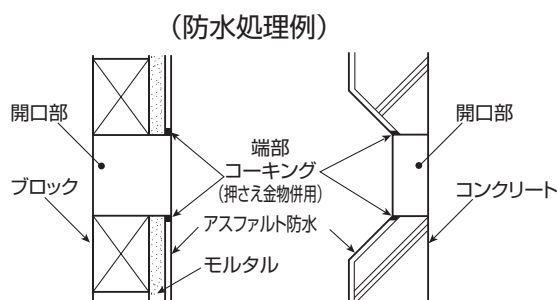 （防水処理例）
開口部
ブロック
端部
コーキング
（押さえ金物併用）
アスファルト防水
モルタル
開口部
コンクリート